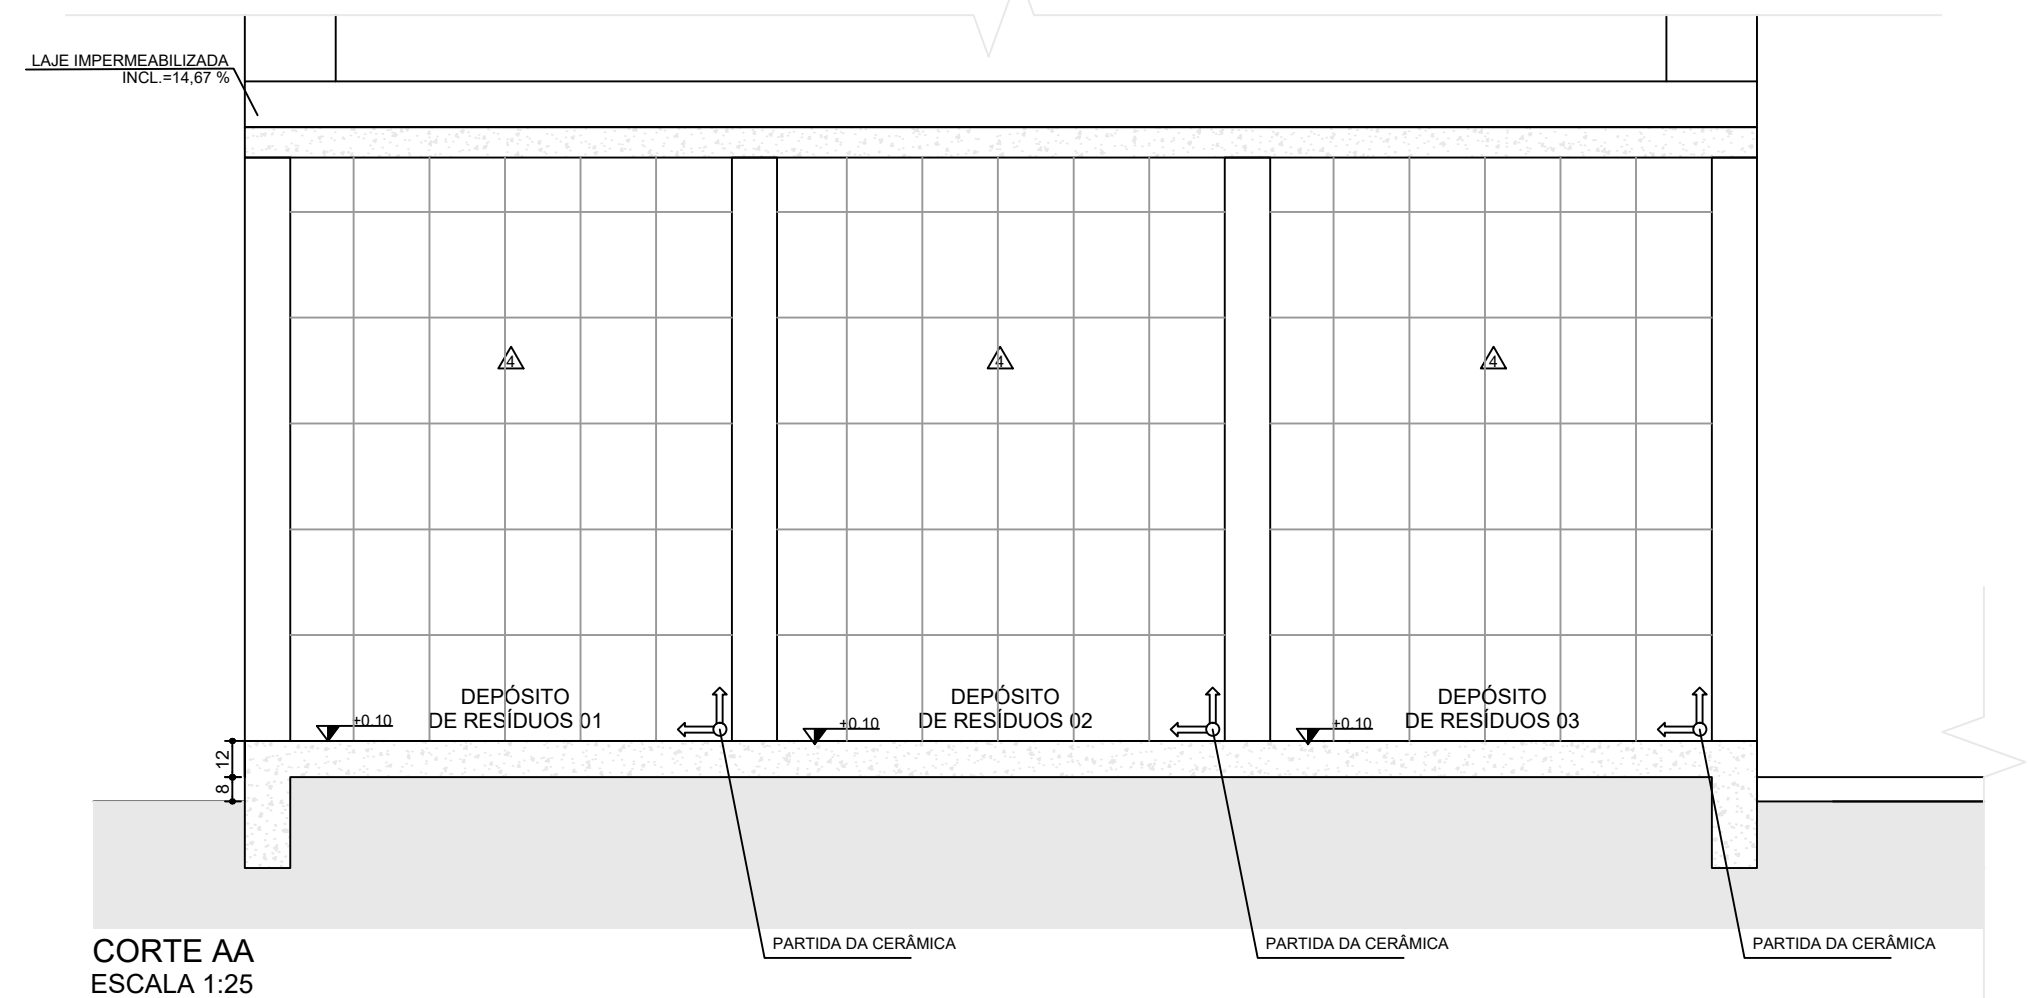 LAJE IMPERMEABILIZADA
INCL.=14,67 %
4
4
4
DEPÓSITO
DE RESÍDUOS 01
+0.10
DEPÓSITO
DE RESÍDUOS 02
+0.10
DEPÓSITO
DE RESÍDUOS 03
+0.10
12
8
PARTIDA DA CERÂMICA
PARTIDA DA CERÂMICA
PARTIDA DA CERÂMICA
CORTE AA
ESCALA 1:25